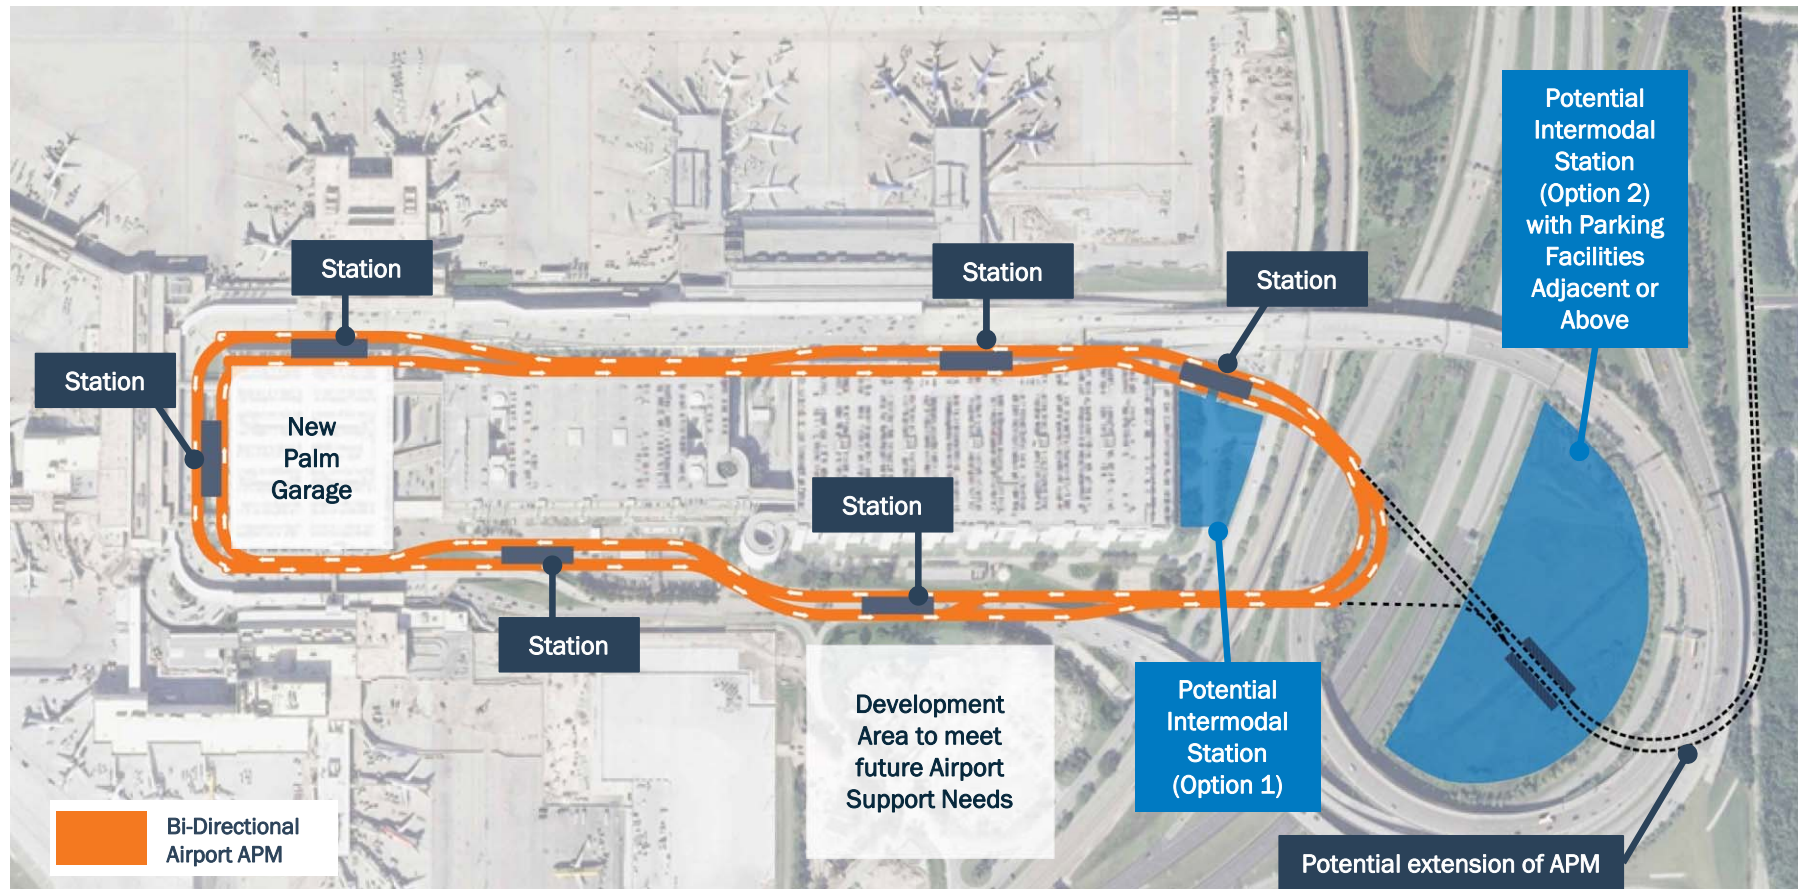 Potential
Intermodal
Station
(Option 2)
with Parking
Facilities
Adjacent or
Above
Station
Station
Station
Station
New
Palm
Garage
Station
Station
Development
Area to meet
future Airport
Support Needs
Potential
Intermodal
Station
(Option 1)
Bi-Directional
Airport APM
Potential extension of APM